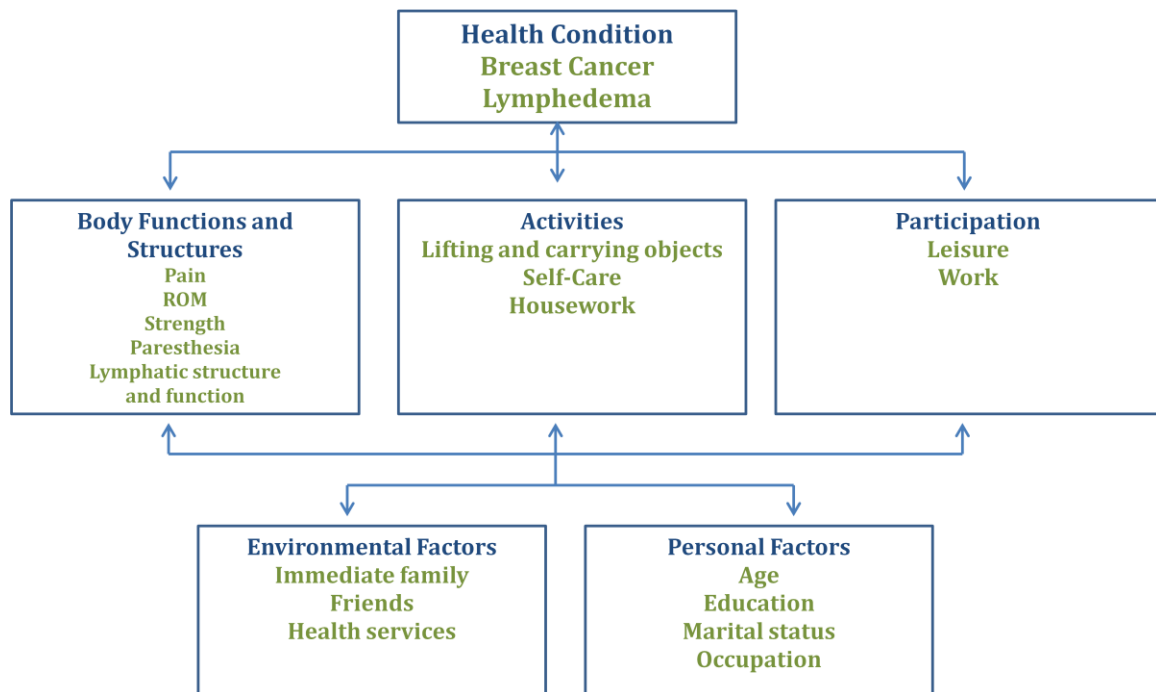 Health Condition
Breast Cancer
Lymphedema
Body Functions and
Structures
Pain
ROM
Strength
Paresthesia
Lymphatic structure
and function
Activities
Lifting and carrying objects
Self-Care
Housework
Participation
Leisure
Work
Environmental Factors
Immediate family
Friends
Health services
Personal Factors
Age
Education
Marital status
Occupation